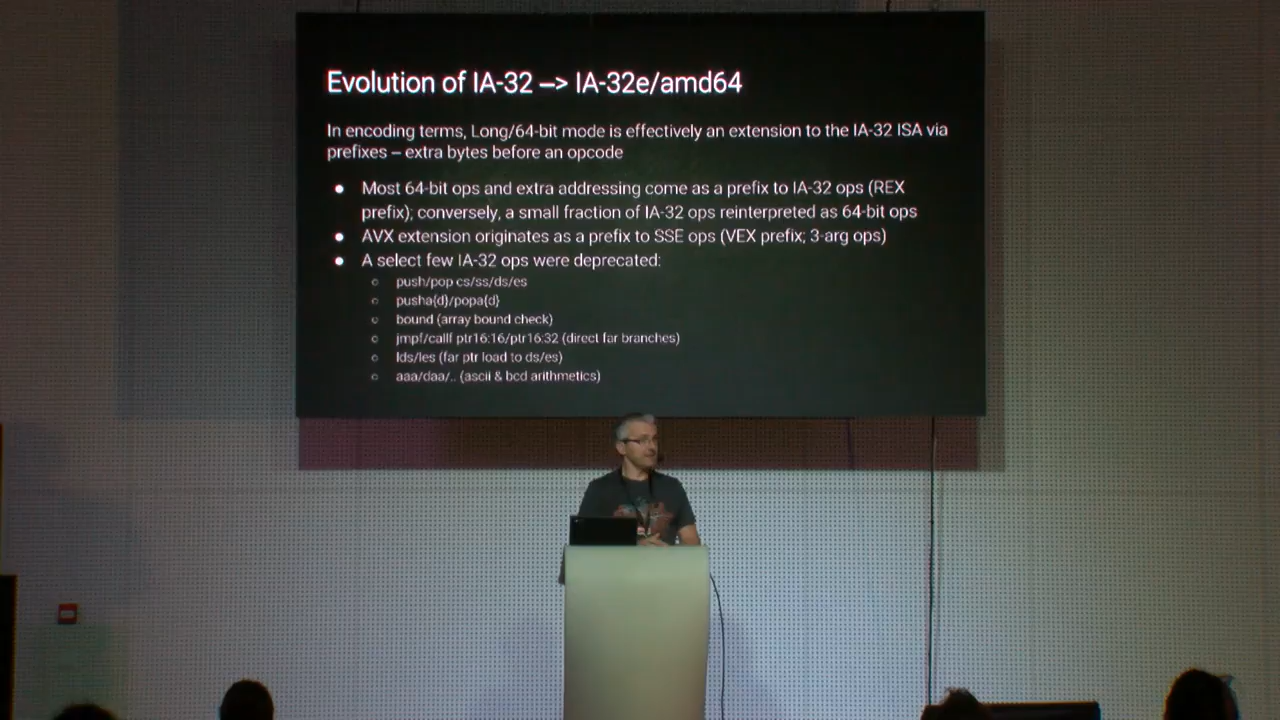 Evolution of IA-32 –> IA-32e/amd64
In encoding terms, Long/64-bit mode is effectively an extension to the IA-32 ISA via
prefixes – extra bytes before an opcode
● Most 64-bit ops and extra addressing come as a prefix to IA-32 ops (REX
prefix); conversely, a small fraction of IA-32 ops reinterpreted as 64-bit ops
● AVX extension originates as a prefix to SSE ops (VEX prefix; 3-arg ops)
● A select few IA-32 ops were deprecated:
○ push/pop cs/ss/ds/es
○ pusha{d}/popa{d}
○ bound (array bound check)
○ jmpf/callf ptr16:16/ptr16:32 (direct far branches)
○ lds/les (far ptr load to ds/es)
○ aaa/daa/.. (ascii & bcd arithmetics)